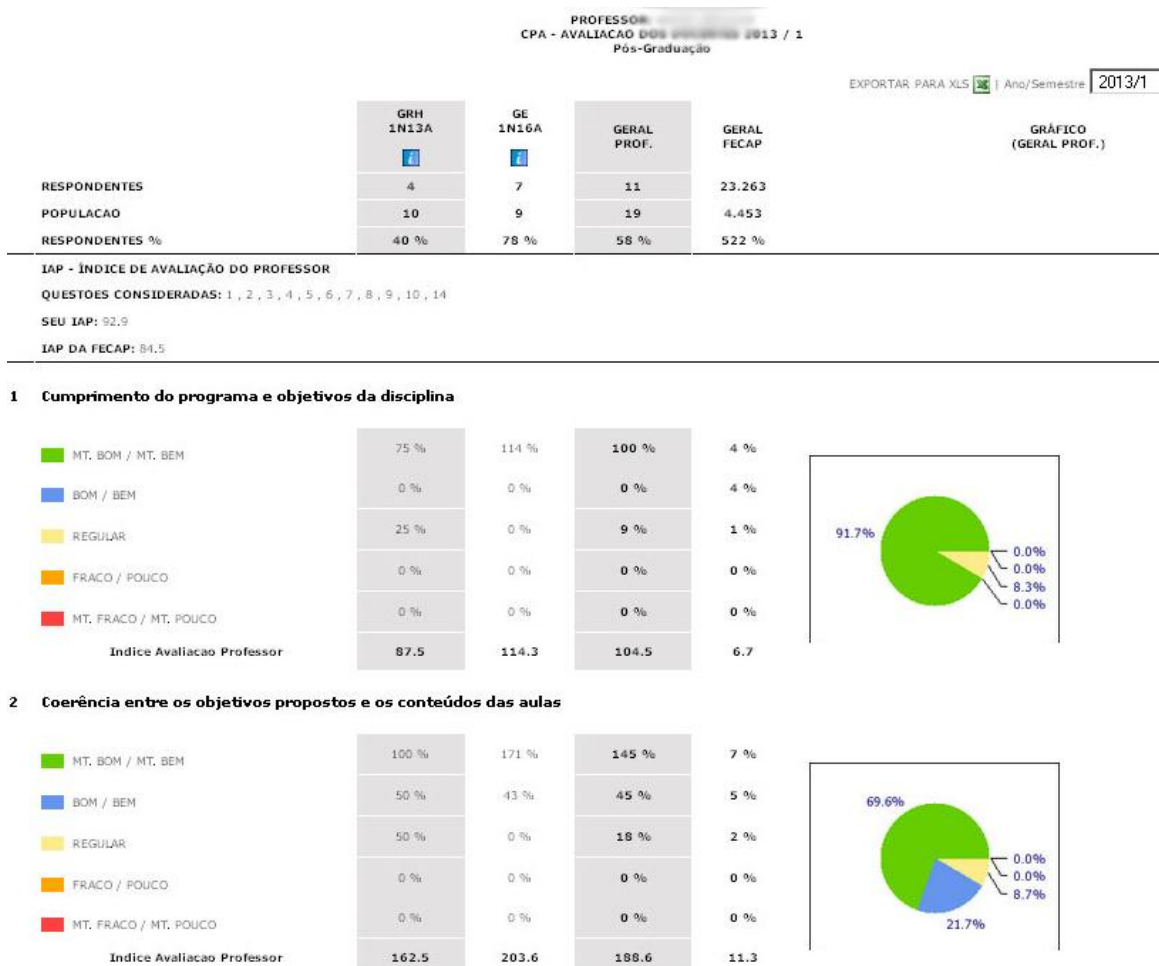 PROFESSOR:
CPA - AVALIACAO 2013 / 1
Pós-Graduação
EXPORTAR PARA XLS | Ano/Semestre 2013/1
GRH 1N13A GE 1N16A GERAL PROF. GERAL FECAP GRÁFICO (GERAL PROF.)
RESPONDENTES 4 7 11 23.263
POPULACAO 10 9 19 4.453
RESPONDENTES % 40 % 78 % 58 % 522 %
IAP - ÍNDICE DE AVALIAÇÃO DO PROFESSOR
QUESTOES CONSIDERADAS: 1 , 2 , 3 , 4 , 5 , 6 , 7 , 8 , 9 , 10 , 14
SEU IAP: 92.9
IAP DA FECAP: 84.5
1 Cumprimento do programa e objetivos da disciplina
MT. BOM / MT. BEM 75 % 114 % 100 % 4 %
BOM / BEM 0 % 0 % 0 % 4 %
REGULAR 25 % 0 % 9 % 1 %
FRACO / POUCO 0 % 0 % 0 % 0 %
MT. FRACO / MT. POUCO 0 % 0 % 0 % 0 %
Indice Avaliacao Professor 87.5 114.3 104.5 6.7
91.7%
0.0%
0.0%
8.3%
0.0%
2 Coerência entre os objetivos propostos e os conteúdos das aulas
MT. BOM / MT. BEM 100 % 171 % 145 % 7 %
BOM / BEM 50 % 43 % 45 % 5 %
REGULAR 50 % 0 % 18 % 2 %
FRACO / POUCO 0 % 0 % 0 % 0 %
MT. FRACO / MT. POUCO 0 % 0 % 0 % 0 %
Indice Avaliacao Professor 162.5 203.6 188.6 11.3
69.6%
0.0%
0.0%
8.7%
21.7%